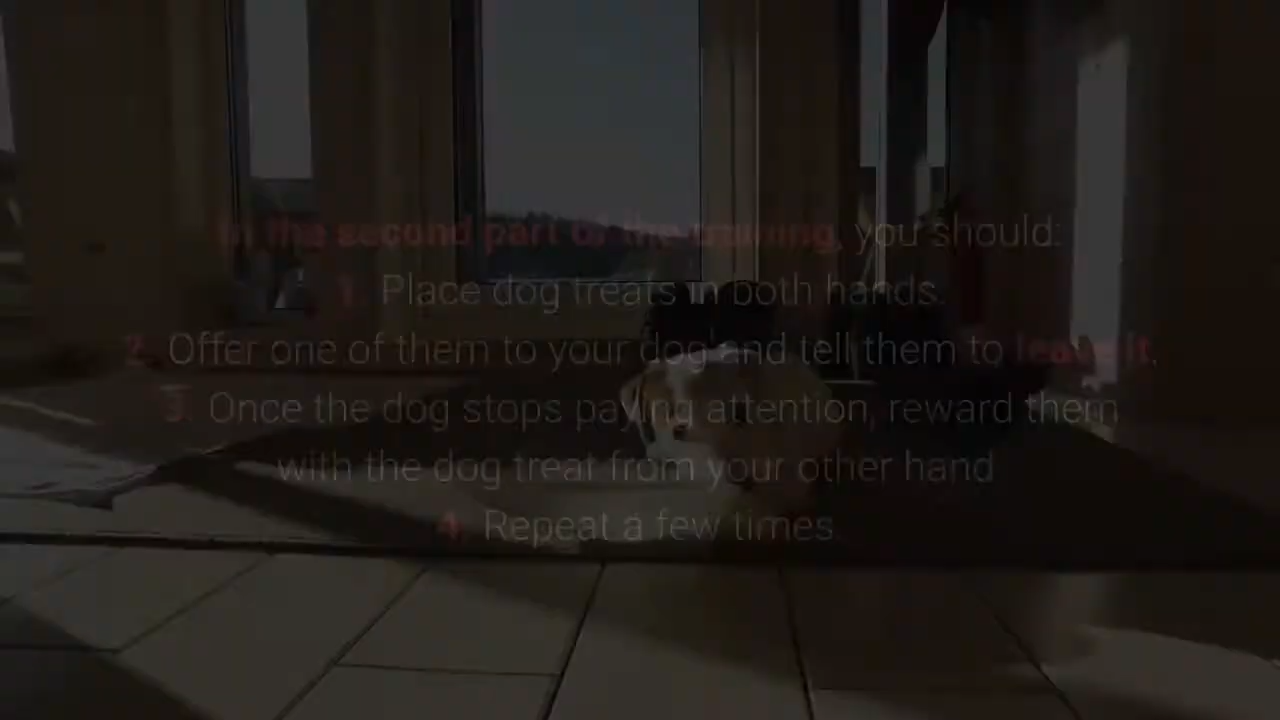 In the second part of the training, you should:
1. Place dog treats in both hands.
2. Offer one of them to your dog and tell them to leave it.
3. Once the dog stops paying attention, reward them
with the dog treat from your other hand
4. Repeat a few times